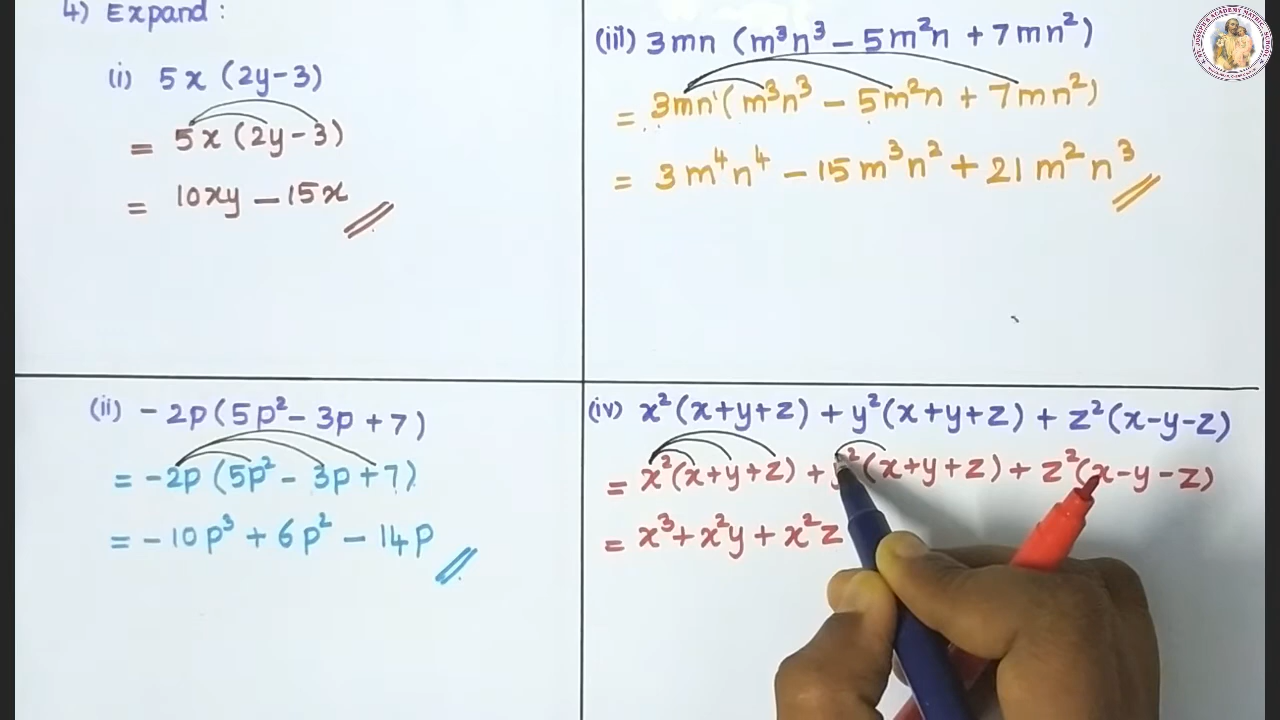 4) Expand :
(i) 5x (2y-3)
= 5x (2y-3)
= 10xy - 15x
(ii) -2p (5p² - 3p + 7)
= -2p (5p² - 3p + 7)
= -10p³ + 6p² - 14p
(iii) 3mn (m³n³ - 5m²n + 7mn²)
= 3mn (m³n³ - 5m²n + 7mn²)
= 3m⁴n⁴ - 15m³n² + 21m²n³
(iv) x²(x+y+z) + y²(x+y+z) + z²(x-y-z)
= x²(x+y+z) + y²(x+y+z) + z²(x-y-z)
= x³ + x²y + x²z